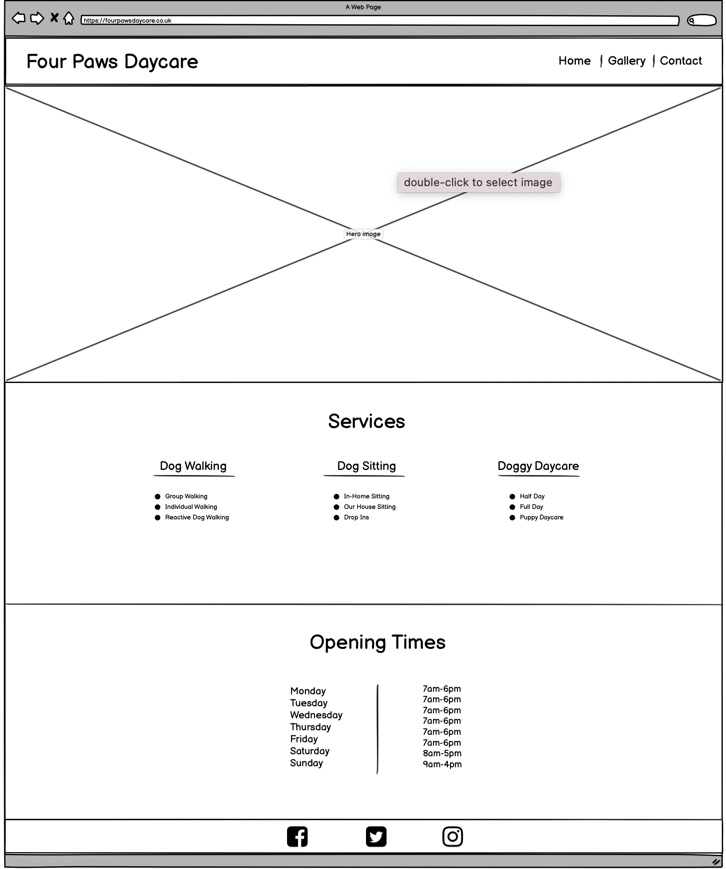 A Web Page
https://fourpawsdaycare.co.uk
Four Paws Daycare
Home | Gallery | Contact
double-click to select image
Hero image
Services
Dog Walking
Group Walking
Individual Walking
Reactive Dog Walking
Dog Sitting
In-Home Sitting
Our House Sitting
Drop Ins
Doggy Daycare
Half Day
Full Day
Puppy Daycare
Opening Times
Monday
Tuesday
Wednesday
Thursday
Friday
Saturday
Sunday
7am-6pm
7am-6pm
7am-6pm
7am-6pm
7am-6pm
7am-6pm
8am-5pm
9am-4pm